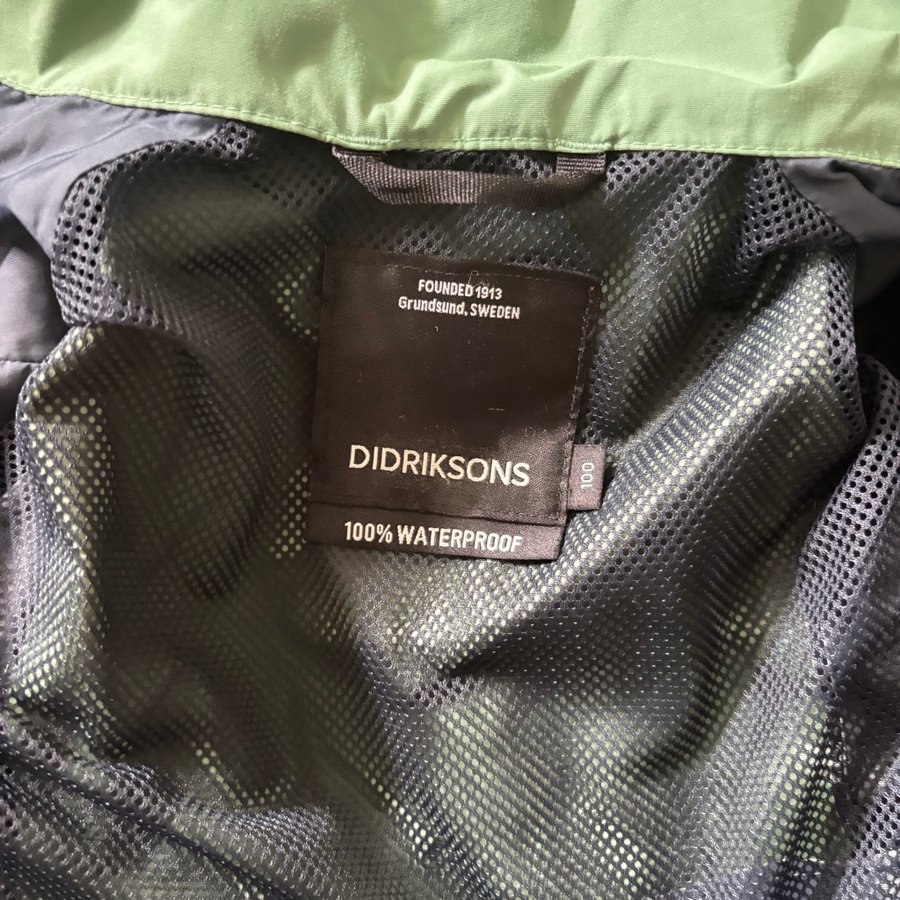 FOUNDED 1913
Grundsund, SWEDEN
DIDRIKSONS
100
100% WATERPROOF